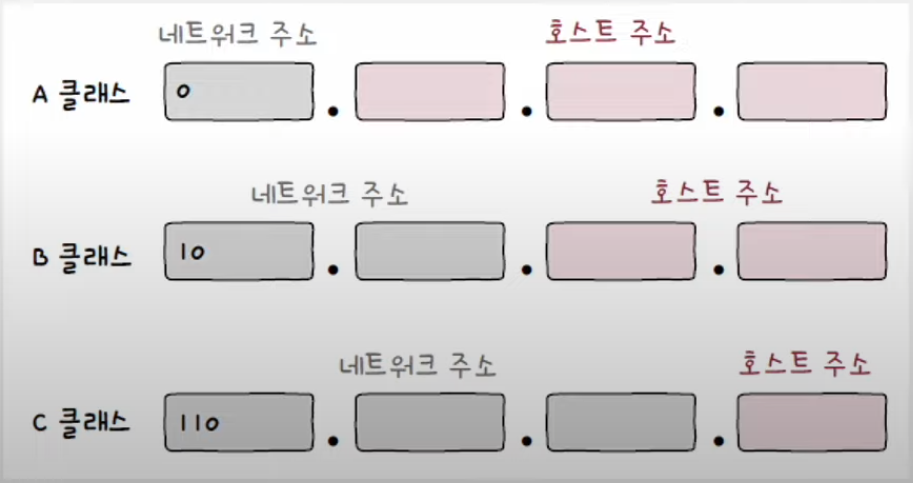 네트워크 주소 호스트 주소
A 클래스 0 . . .
네트워크 주소 호스트 주소
B 클래스 10 . . .
네트워크 주소 호스트 주소
C 클래스 110 . . .